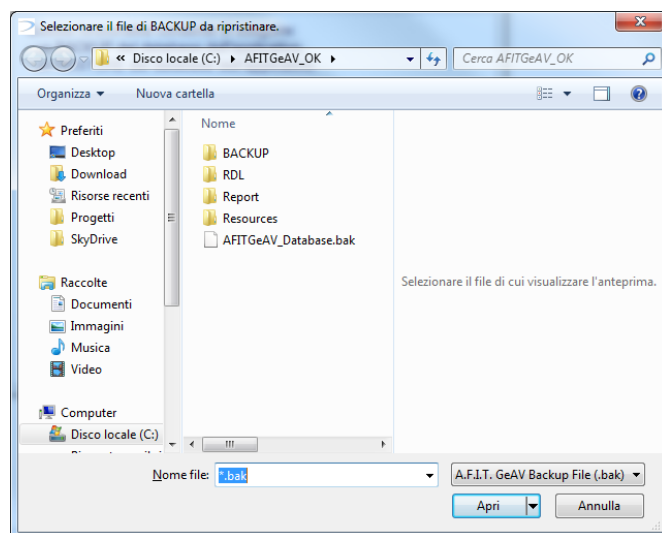 Selezionare il file di BACKUP da ripristinare.
« Disco locale (C:) ▸ AFITGeAV_OK ▸
Cerca AFITGeAV_OK
Organizza ▾ Nuova cartella
Preferiti
Desktop
Download
Risorse recenti
Progetti
SkyDrive
Raccolte
Documenti
Immagini
Musica
Video
Computer
Disco locale (C:)
Nome
BACKUP
RDL
Report
Resources
AFITGeAV_Database.bak
Selezionare il file di cui visualizzare l'anteprima.
Nome file: *.bak
A.F.I.T. GeAV Backup File (.bak)
Apri
Annulla